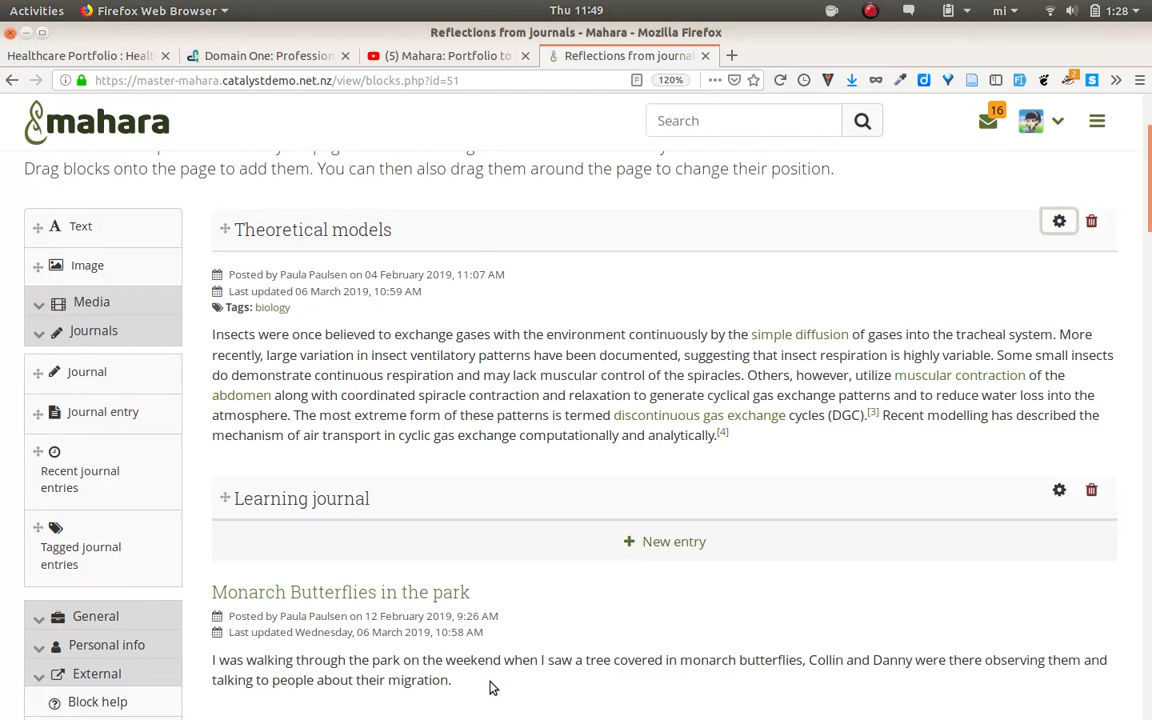 Activities Firefox Web Browser Thu 11:49 mi 1:28
Reflections from journals - Mahara - Mozilla Firefox
Healthcare Portfolio : Healt Domain One: Profession (5) Mahara: Portfolio to Reflections from journal
https://master-mahara.catalystdemo.net.nz/view/blocks.php?id=51 120%
mahara Search 16
Drag blocks onto the page to add them. You can then also drag them around the page to change their position.
Text
Image
Media
Journals
Journal
Journal entry
Recent journal
entries
Tagged journal
entries
General
Personal info
External
Block help
Theoretical models
Posted by Paula Paulsen on 04 February 2019, 11:07 AM
Last updated 06 March 2019, 10:59 AM
Tags: biology
Insects were once believed to exchange gases with the environment continuously by the simple diffusion of gases into the tracheal system. More
recently, large variation in insect ventilatory patterns have been documented, suggesting that insect respiration is highly variable. Some small insects
do demonstrate continuous respiration and may lack muscular control of the spiracles. Others, however, utilize muscular contraction of the
abdomen along with coordinated spiracle contraction and relaxation to generate cyclical gas exchange patterns and to reduce water loss into the
atmosphere. The most extreme form of these patterns is termed discontinuous gas exchange cycles (DGC).[3] Recent modelling has described the
mechanism of air transport in cyclic gas exchange computationally and analytically.[4]
Learning journal
New entry
Monarch Butterflies in the park
Posted by Paula Paulsen on 12 February 2019, 9:26 AM
Last updated Wednesday, 06 March 2019, 10:58 AM
I was walking through the park on the weekend when I saw a tree covered in monarch butterflies, Collin and Danny were there observing them and
talking to people about their migration.